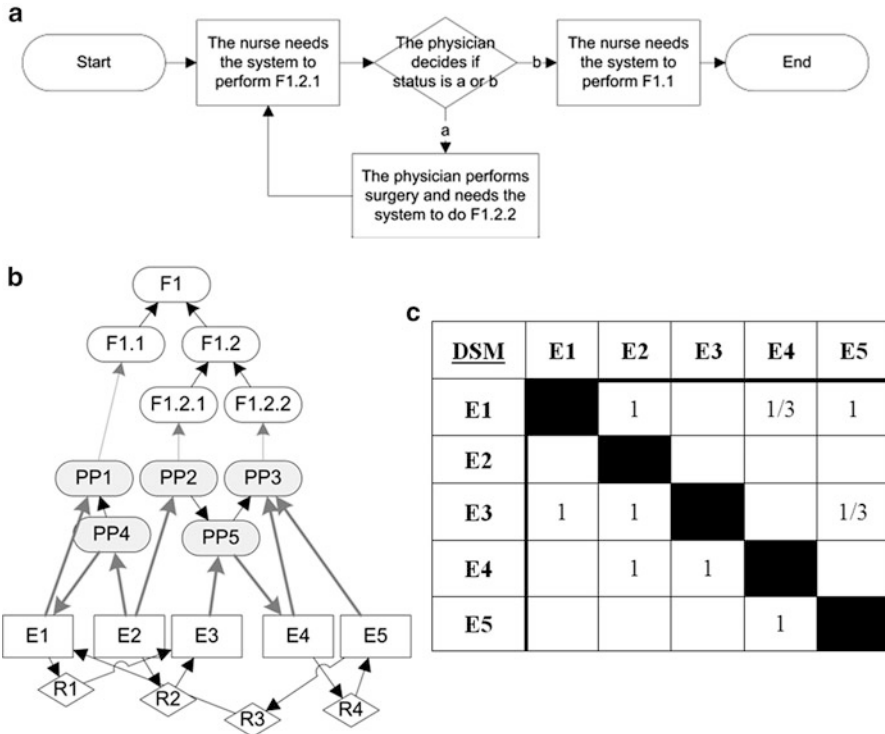 a
Start
The nurse needs
the system to
perform F1.2.1
The physician
decides if
status is a or b
b
The nurse needs
the system to
perform F1.1
End
a
The physician performs
surgery and needs the
system to do F1.2.2
b
F1
F1.1
F1.2
F1.2.1
F1.2.2
PP1
PP2
PP3
PP4
PP5
E1
E2
E3
E4
E5
R1
R2
R3
R4
c
DSM E1 E2 E3 E4 E5
E1 1 1/3 1
E2
E3 1 1 1/3
E4 1 1
E5 1